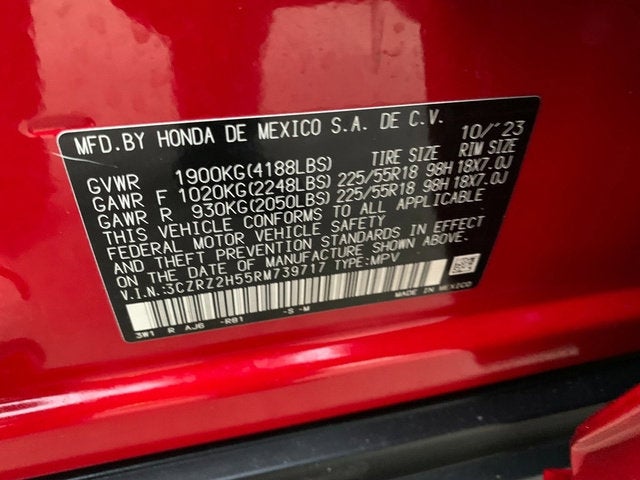 MFD.BY HONDA DE MEXICO S.A. DE C.V. 10/'23
TIRE SIZE RIM SIZE
GVWR 1900KG(4188LBS)
GAWR F 1020KG(2248LBS) 225/55R18 98H 18X7.0J
GAWR R 930KG(2050LBS) 225/55R18 98H 18X7.0J
THIS VEHICLE CONFORMS TO ALL APPLICABLE
FEDERAL MOTOR VEHICLE SAFETY
AND THEFT PREVENTION STANDARDS IN EFFECT
ON THE DATE OF MANUFACTURE SHOWN ABOVE.
V.I.N.:3CZRZ2H55RM739717 TYPE:MPV
3W1 R AJ6 -R81 -S -M MADE IN MEXICO